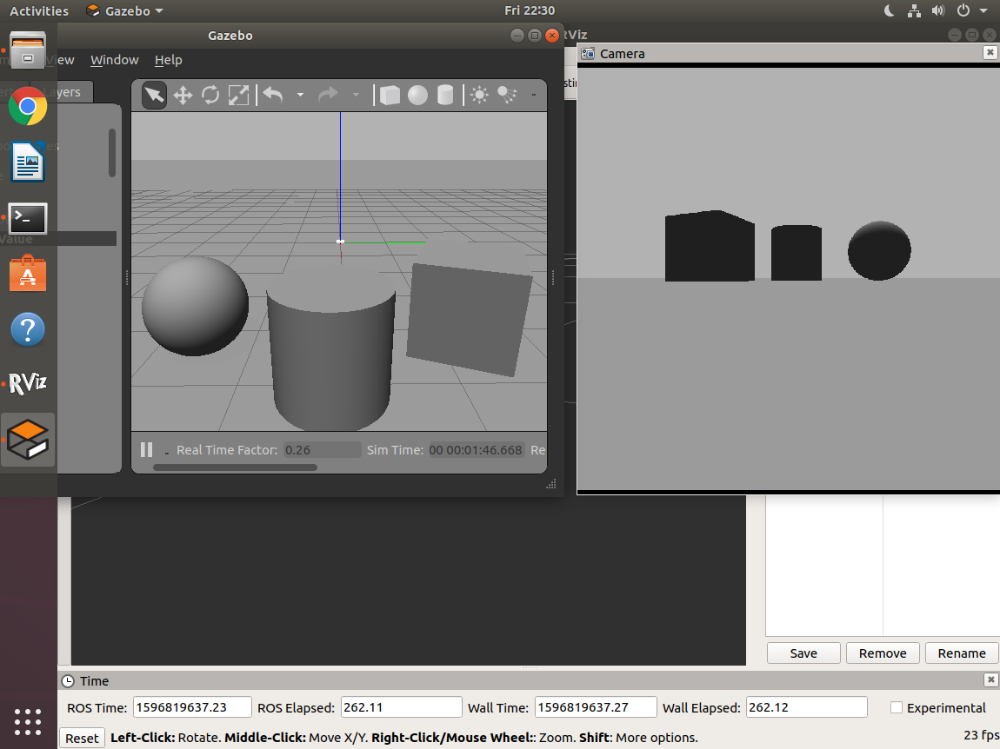 Activities Gazebo Fri 22:30
Gazebo RViz
View Window Help Camera
Layers
Value
Real Time Factor: 0.26 Sim Time: 00 00:01:46.668 Re
RViz
Save Remove Rename
Time
ROS Time: 1596819637.23 ROS Elapsed: 262.11 Wall Time: 1596819637.27 Wall Elapsed: 262.12 Experimental
Reset Left-Click: Rotate. Middle-Click: Move X/Y. Right-Click/Mouse Wheel:: Zoom. Shift: More options. 23 fps